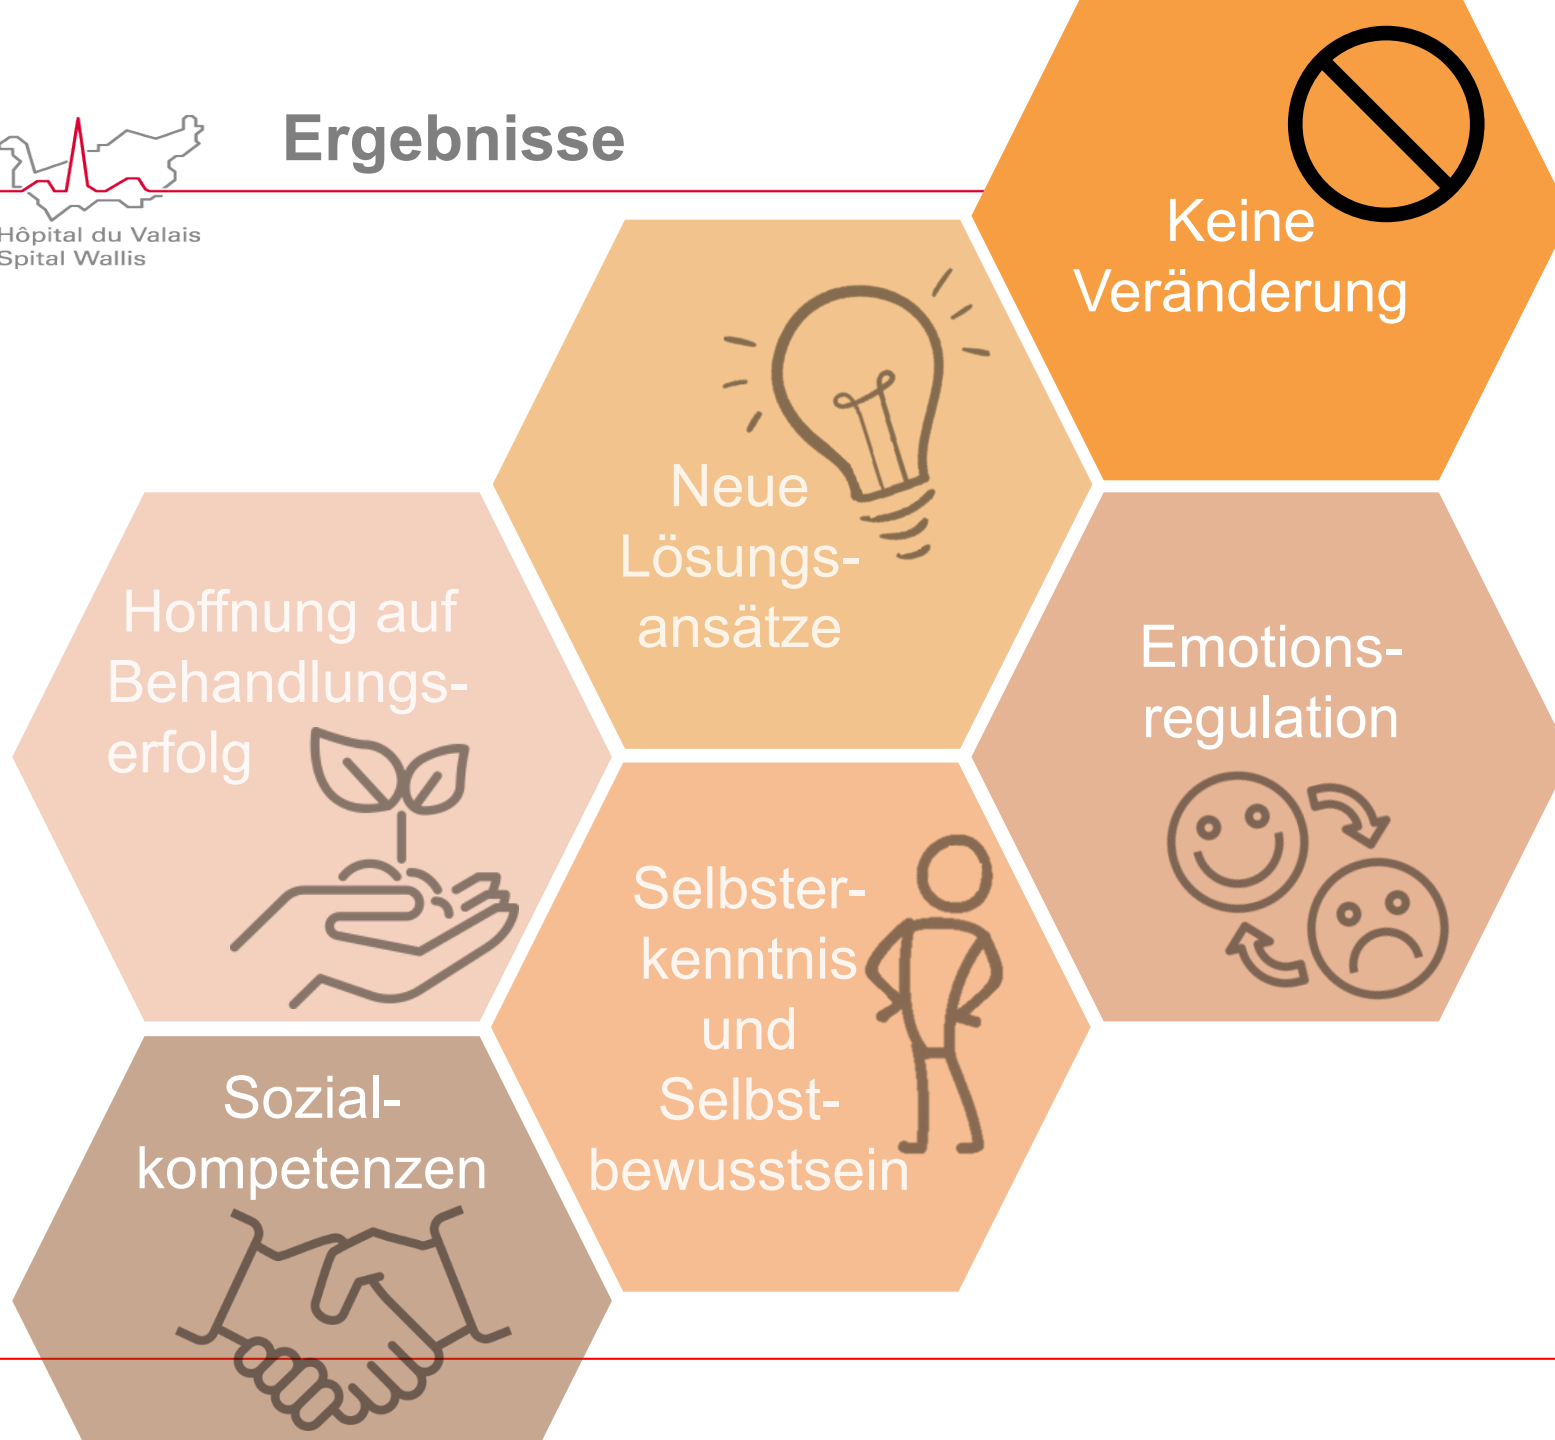 Ergebnisse
Hôpital du Valais
Spital Wallis
Keine
Veränderung
Neue
Lösungs-
ansätze
Hoffnung auf
Behandlungs-
erfolg
Emotions-
regulation
Selbster-
kenntnis
und
Selbst-
bewusstsein
Sozial-
kompetenzen